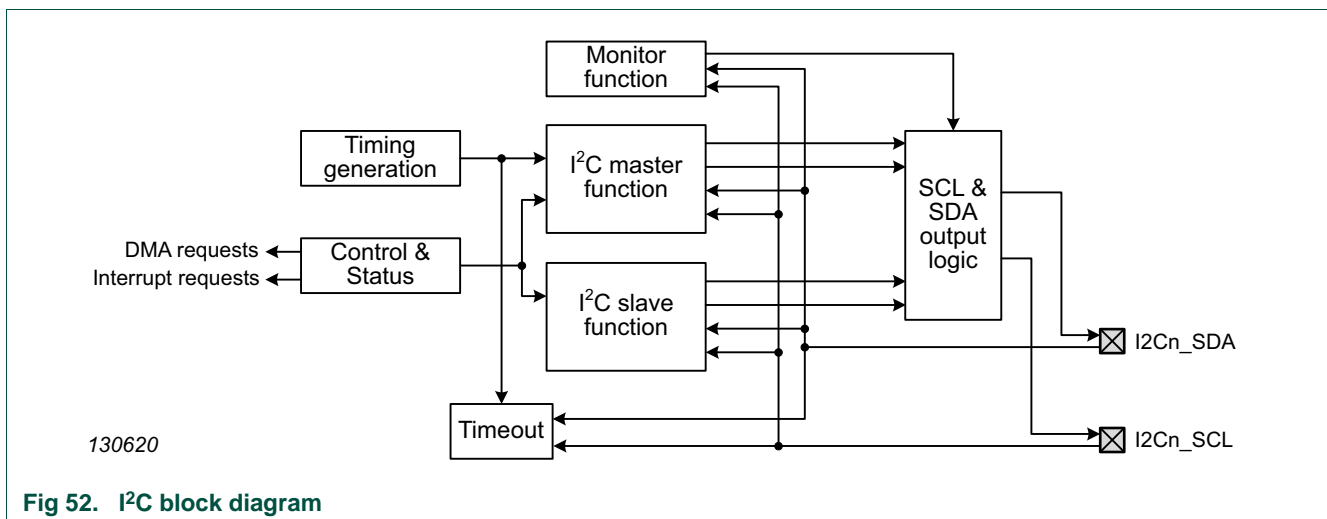 Monitor
function
Timing
generation
I²C master
function
SCL &
SDA
output
logic
DMA requests
Interrupt requests
Control &
Status
I²C slave
function
I2Cn_SDA
Timeout
I2Cn_SCL
130620
Fig 52. I²C block diagram